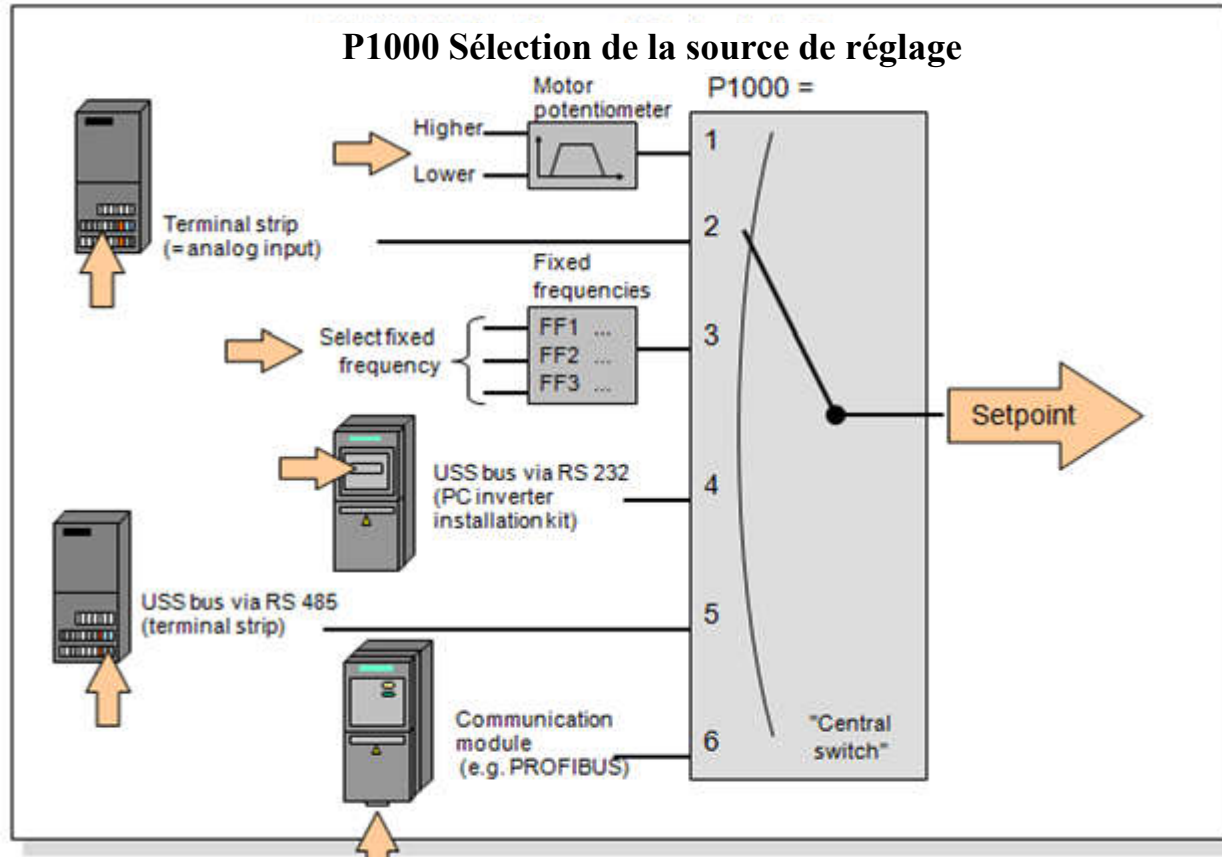 P1000 Sélection de la source de réglage
Motor
potentiometer
P1000 =
Higher
Lower
1
Terminal strip
(= analog input)
2
Fixed
frequencies
Select fixed
frequency
FF1 ...
FF2 ...
FF3 ...
3
Setpoint
USS bus via RS 232
(PC inverter
installation kit)
4
USS bus via RS 485
(terminal strip)
5
Communication
module
(e.g. PROFIBUS)
6
"Central
switch"